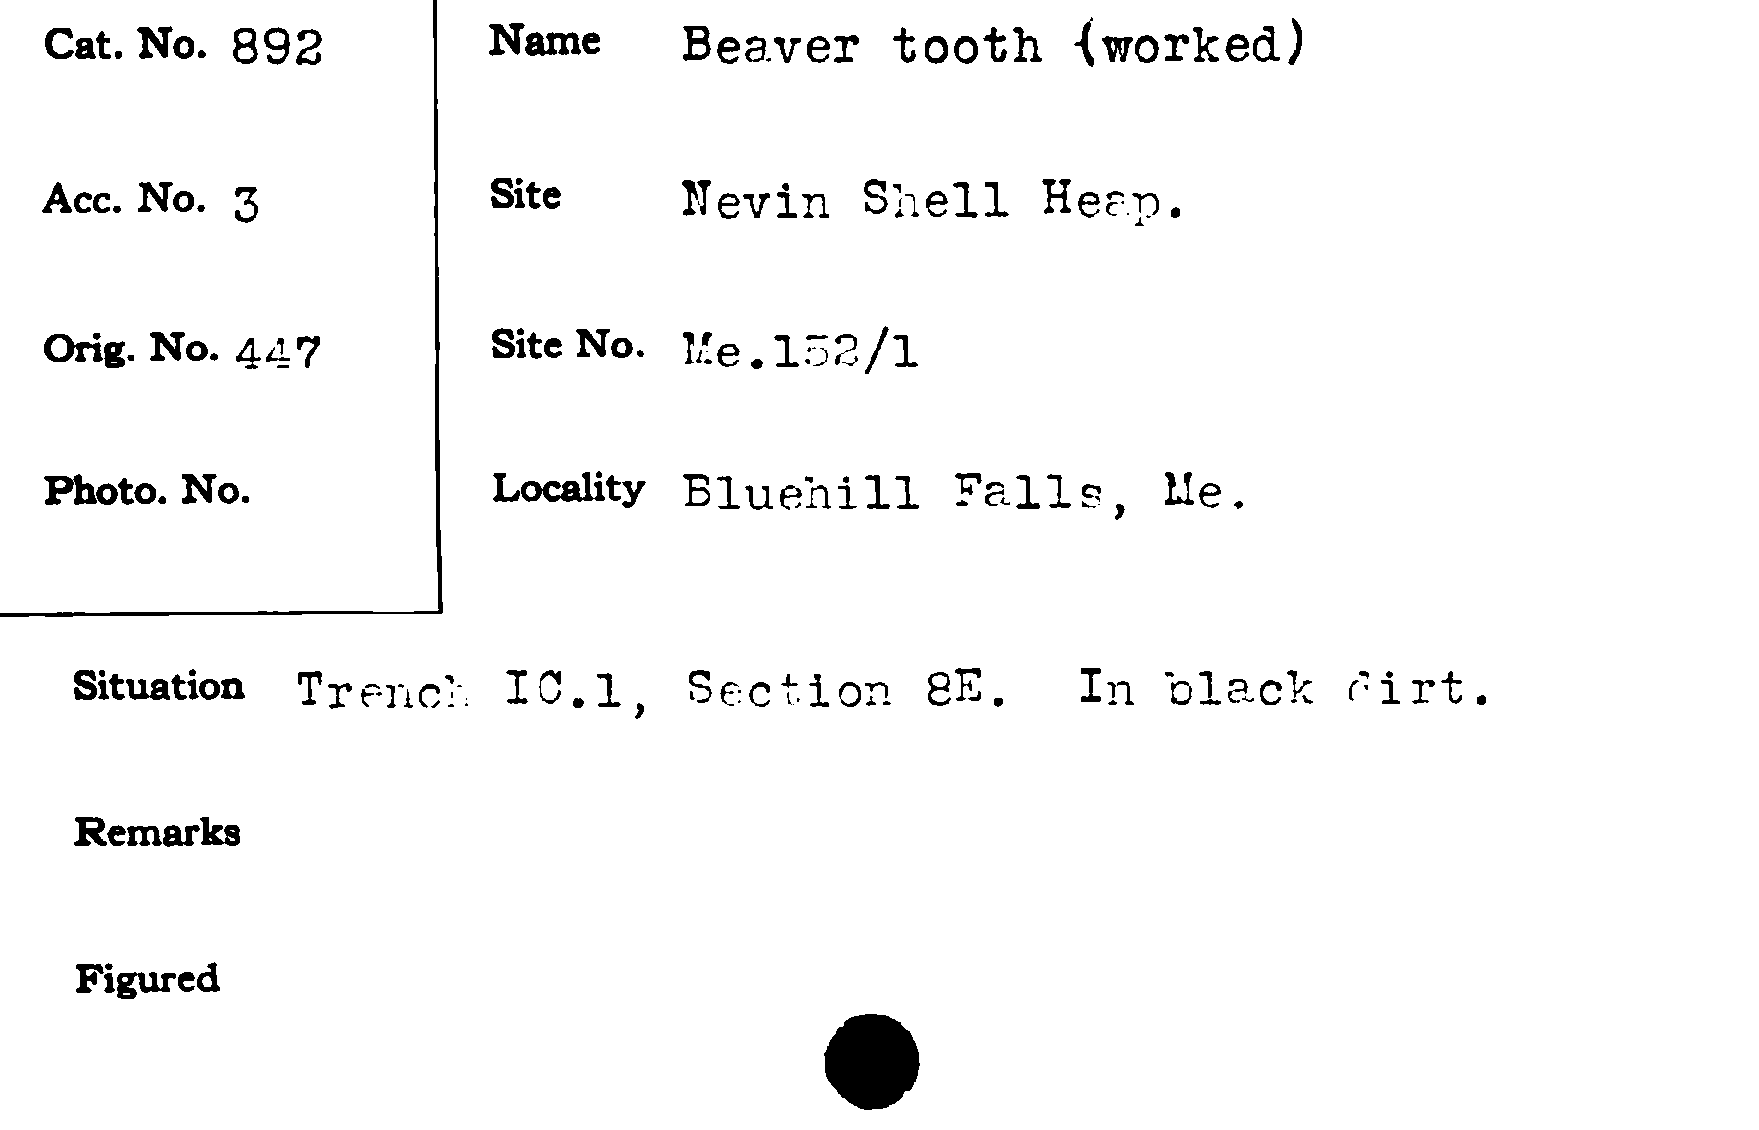 Cat. No. 892
Name Beaver tooth (worked)
Acc. No. 3
Site Nevin Shell Heap.
Orig. No. 447
Site No. Me.152/1
Photo. No.
Locality Bluehill Falls, Me.
Situation Trench IC.1, Section 8E. In black dirt.
Remarks
Figured